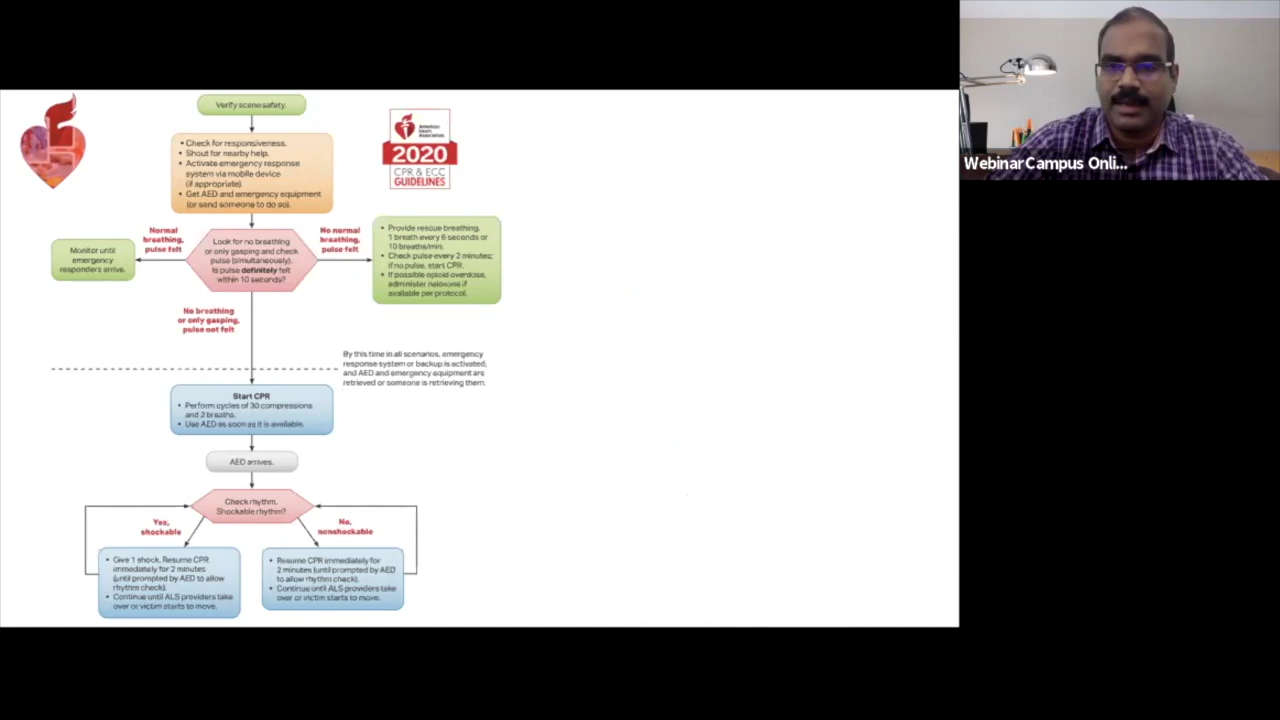 Verify scene safety.
• Check for responsiveness.
• Shout for nearby help.
• Activate emergency response
system via mobile device
(if appropriate).
• Get AED and emergency equipment
(or send someone to do so).
American
Heart
Association.
2020
CPR & ECC
GUIDELINES
WebinarCampus Onli...
Normal
breathing,
pulse felt
No normal
breathing,
pulse felt
Monitor until
emergency
responders arrive.
Look for no breathing
or only gasping and check
pulse (simultaneously).
Is pulse definitely felt
within 10 seconds?
• Provide rescue breathing,
1 breath every 6 seconds or
10 breaths/min.
• Check pulse every 2 minutes;
if no pulse, start CPR.
• If possible opioid overdose,
administer naloxone if
available per protocol.
No breathing
or only gasping,
pulse not felt
By this time in all scenarios, emergency
response system or backup is activated,
and AED and emergency equipment are
retrieved or someone is retrieving them.
Start CPR
• Perform cycles of 30 compressions
and 2 breaths.
• Use AED as soon as it is available.
AED arrives.
Check rhythm.
Shockable rhythm?
Yes,
shockable
No,
nonshockable
• Give 1 shock. Resume CPR
immediately for 2 minutes
(until prompted by AED to allow
rhythm check).
• Continue until ALS providers take
over or victim starts to move.
• Resume CPR immediately for
2 minutes (until prompted by AED
to allow rhythm check).
• Continue until ALS providers take
over or victim starts to move.